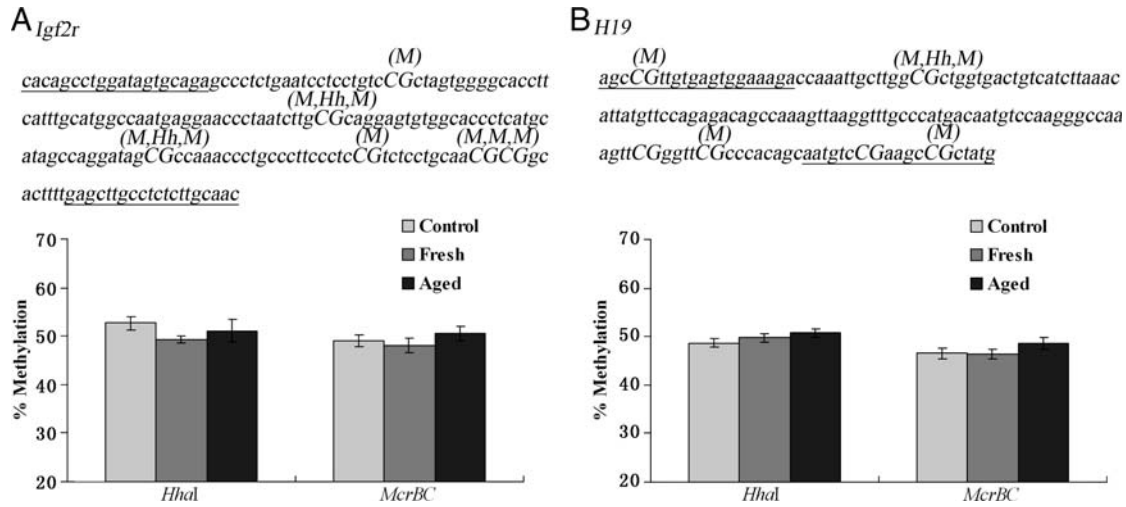 A Igf2r
(M)
cacagcctggatagtgcagagccctctgaatcctcctgtcCGctagtggggcacctt
(M,Hh,M)
catttgcatggccaatgaggaaccctaatcttgCGcaggagtgtggcaccctcatgc
(M,Hh,M) (M) (M,M,M)
atagccaggatagCGccaaaccctgcccttccctcCGtctcctgcaaCGCGgc
acttttgagcttgcctctcttgcaac
Control
Fresh
Aged
% Methylation
70
60
50
40
30
20
HhaI McrBC
B H19
(M) (M,Hh,M)
agcCGttgtgagtggaaagaccaaattgcttggCGctggtgactgtcatcttaaac
attatgttccagagacagccaaagttaaggtttgcccatgacaatgtccaagggccaa
(M) (M)
agttCGggttCGcccacagcaatgtcCGaagcCGctatg
Control
Fresh
Aged
% Methylation
70
60
50
40
30
20
HhaI McrBC